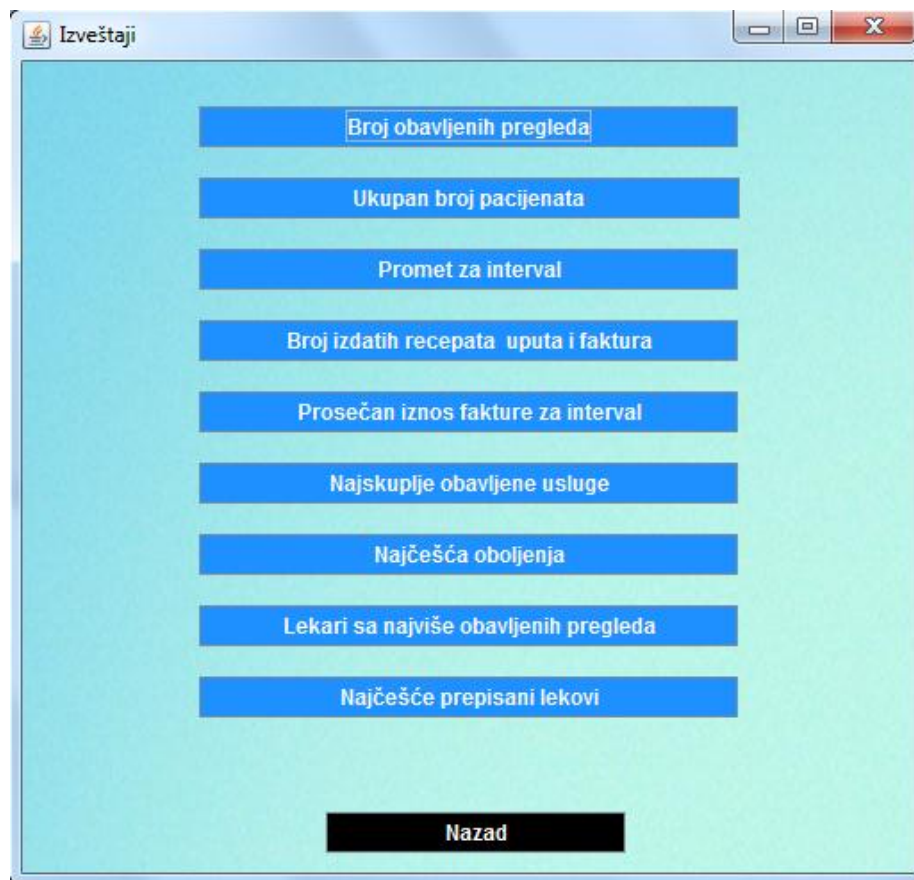 Izveštaji
Broj obavljenih pregleda
Ukupan broj pacijenata
Promet za interval
Broj izdatih recepata  uputa i faktura
Prosečan iznos fakture za interval
Najskuplje obavljene usluge
Najčešća oboljenja
Lekari sa najviše obavljenih pregleda
Najčešće prepisani lekovi
Nazad